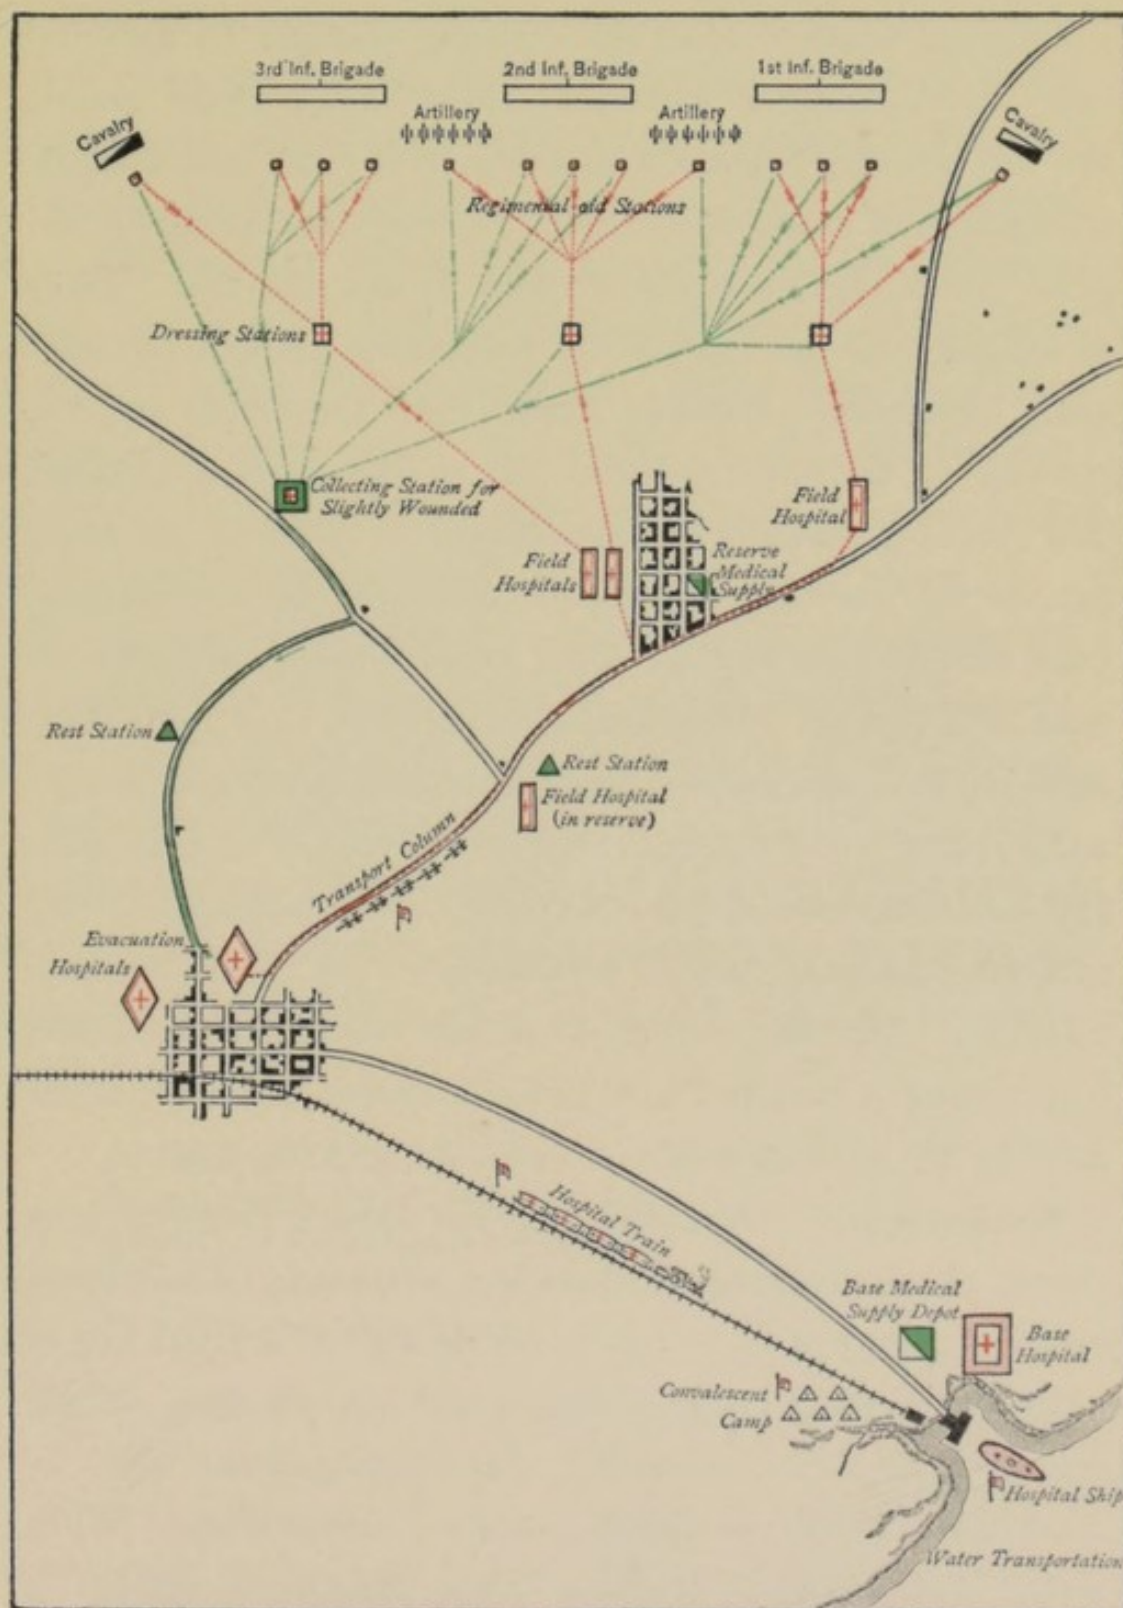 3rd Inf. Brigade
2nd Inf. Brigade
1st Inf. Brigade
Artillery
Artillery
Cavalry
Cavalry
Regimental aid Stations
Dressing Stations
Collecting Station for
Slightly Wounded
Field
Hospital
Field
Hospitals
Reserve
Medical
Supply
Rest Station
Rest Station
Field Hospital
(in reserve)
Transport Column
Evacuation
Hospitals
Hospital Train
Base Medical
Supply Depot
Base
Hospital
Convalescent
Camp
Hospital Ship
Water Transportation